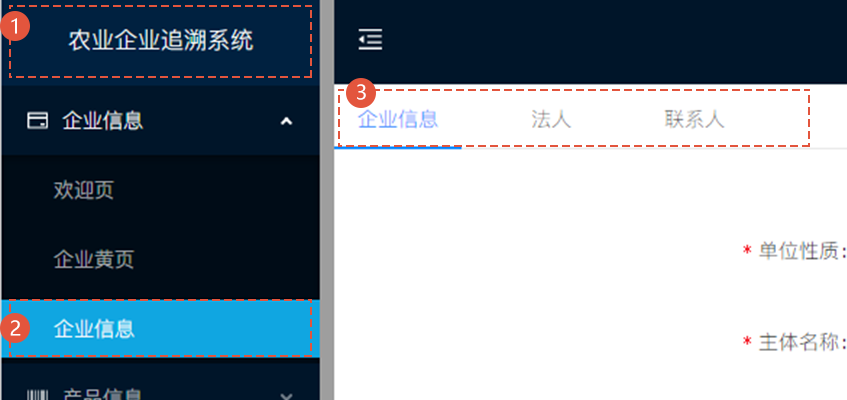 1
农业企业追溯系统
企业信息
欢迎页
企业黄页
2
企业信息
产品信息
3
企业信息 法人 联系人
* 单位性质:
* 主体名称: